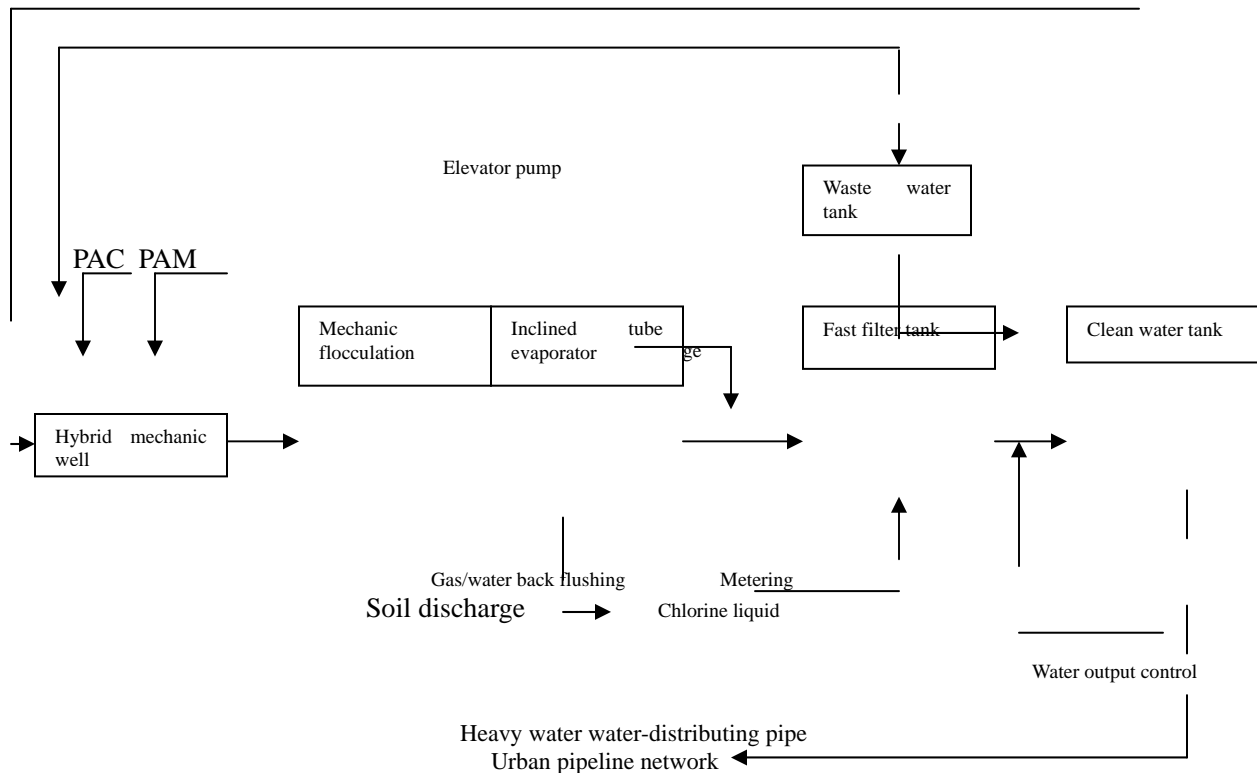 Elevator pump
Waste water
tank
PAC PAM
Mechanic
flocculation
Inclined tube
evaporator
Fast filter tank
Clean water tank
Hybrid mechanic
well
Gas/water back flushing
Metering
Soil discharge
Chlorine liquid
Water output control
Heavy water water-distributing pipe
Urban pipeline network